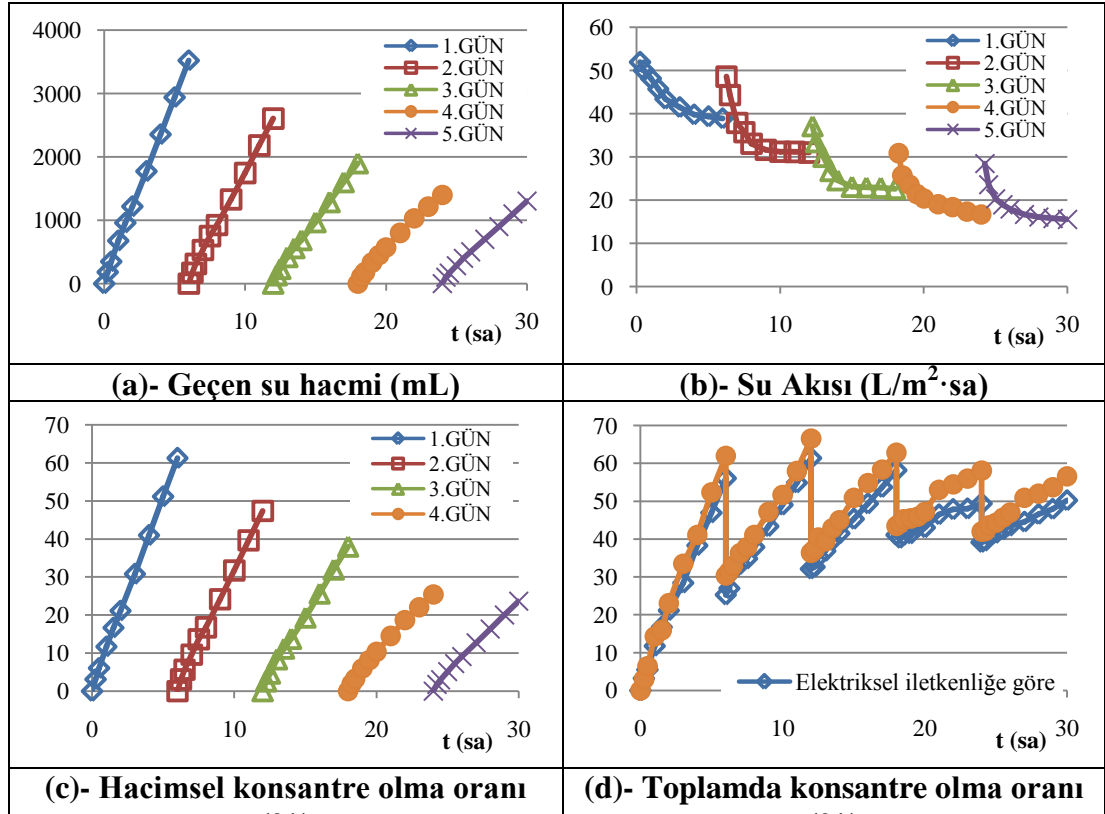 4000
3000
2000
1000
0
0 10 20 30
t (sa)
1.GÜN
2.GÜN
3.GÜN
4.GÜN
5.GÜN
60
50
40
30
20
10
0
0 10 20 30
t (sa)
1.GÜN
2.GÜN
3.GÜN
4.GÜN
5.GÜN
(a)- Geçen su hacmi (mL)
(b)- Su Akısı (L/m²·sa)
70
60
50
40
30
20
10
0
0 10 20 30
t (sa)
1.GÜN
2.GÜN
3.GÜN
4.GÜN
70
60
50
40
30
20
10
0
0 10 20 30
t (sa)
Elektriksel iletkenliğe göre
(c)- Hacimsel konsantre olma oranı
(d)- Toplamda konsantre olma oranı